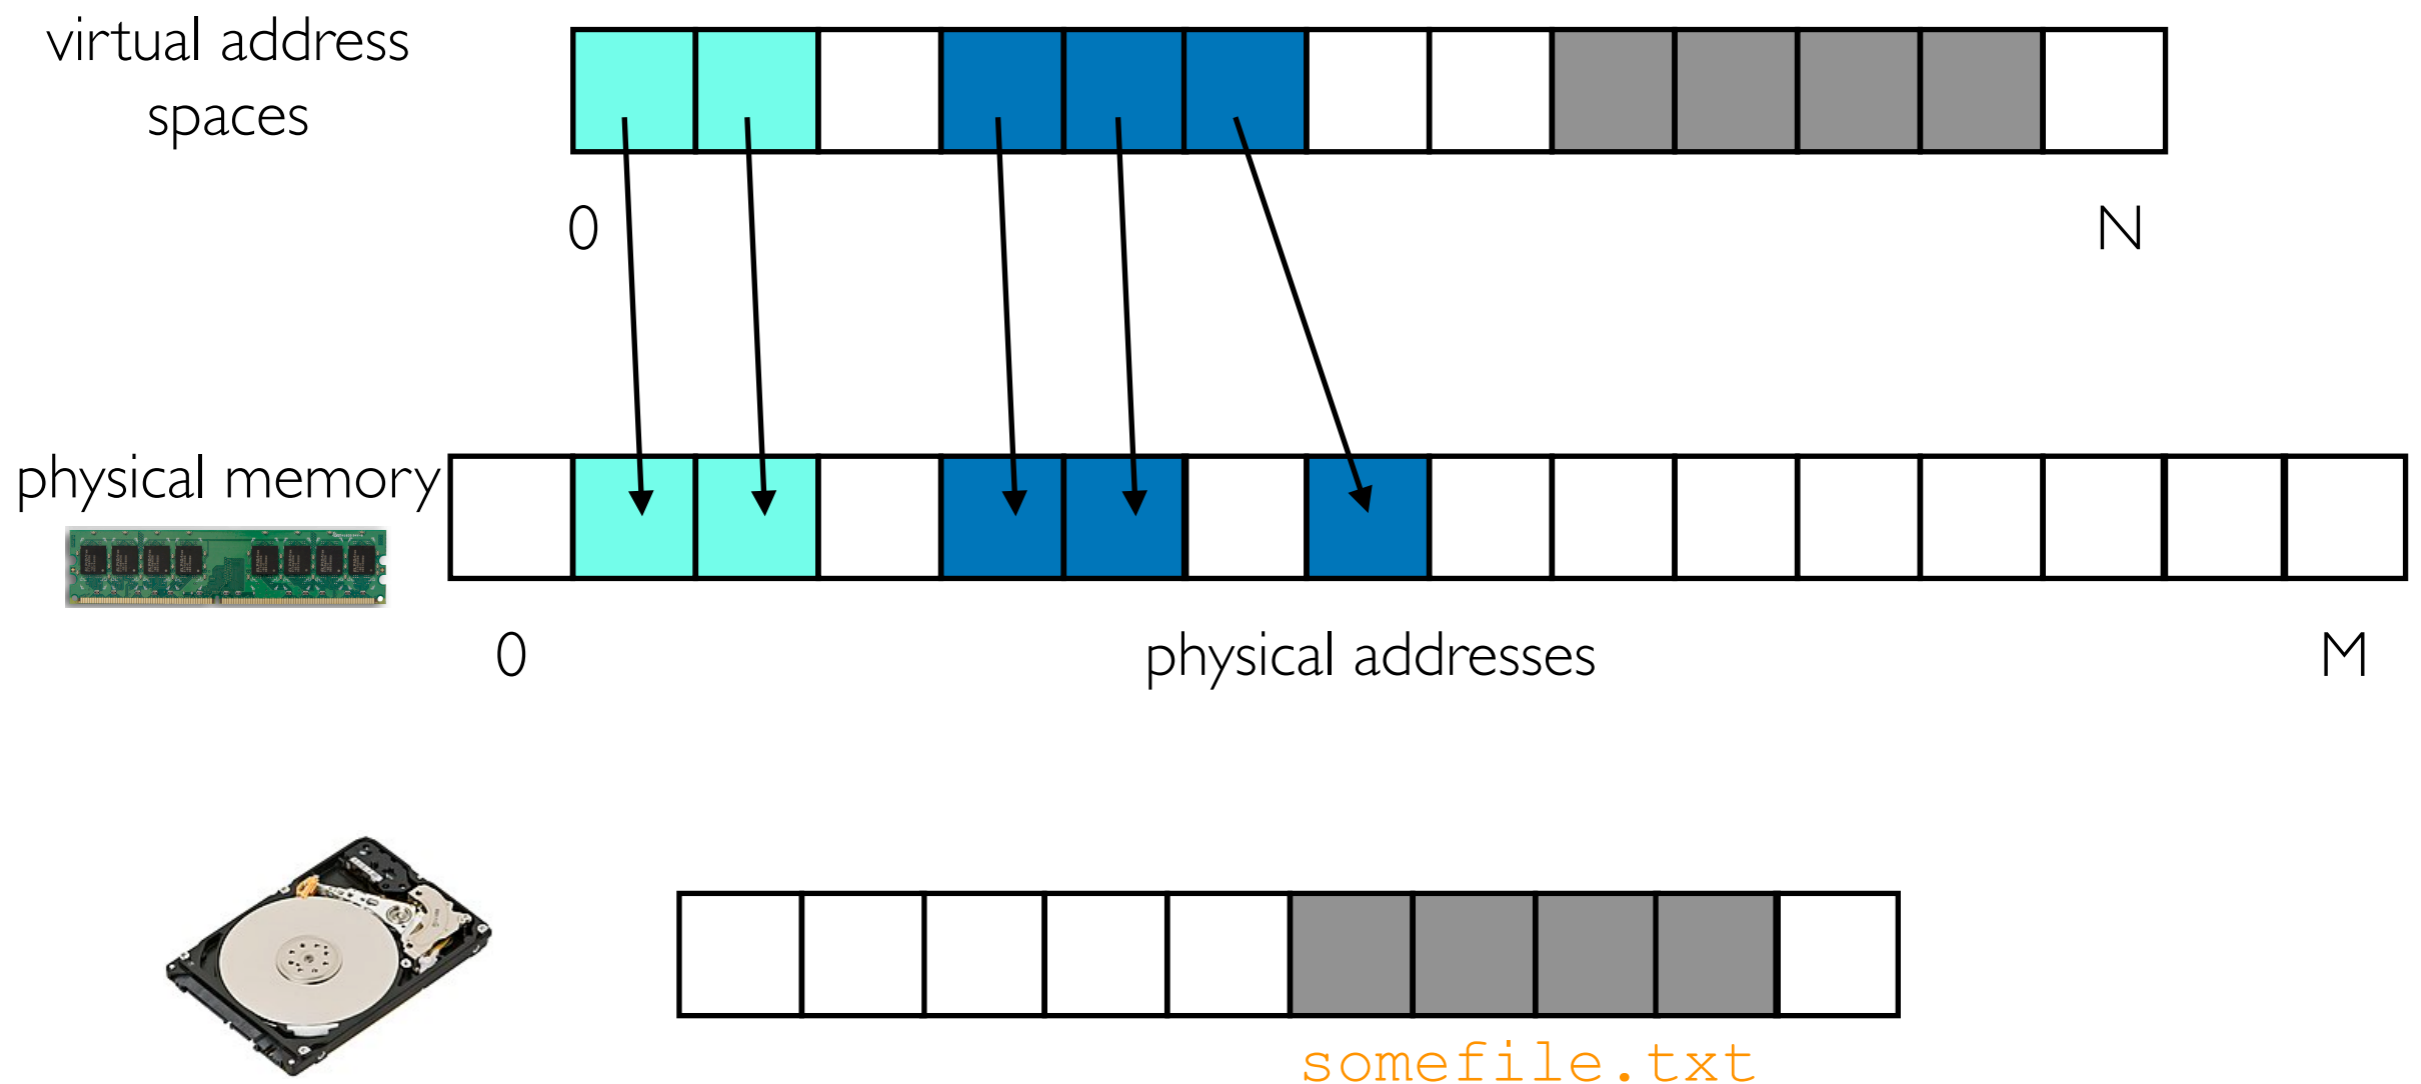 virtual address
spaces
0
N
physical memory
0
physical addresses
M
somefile.txt